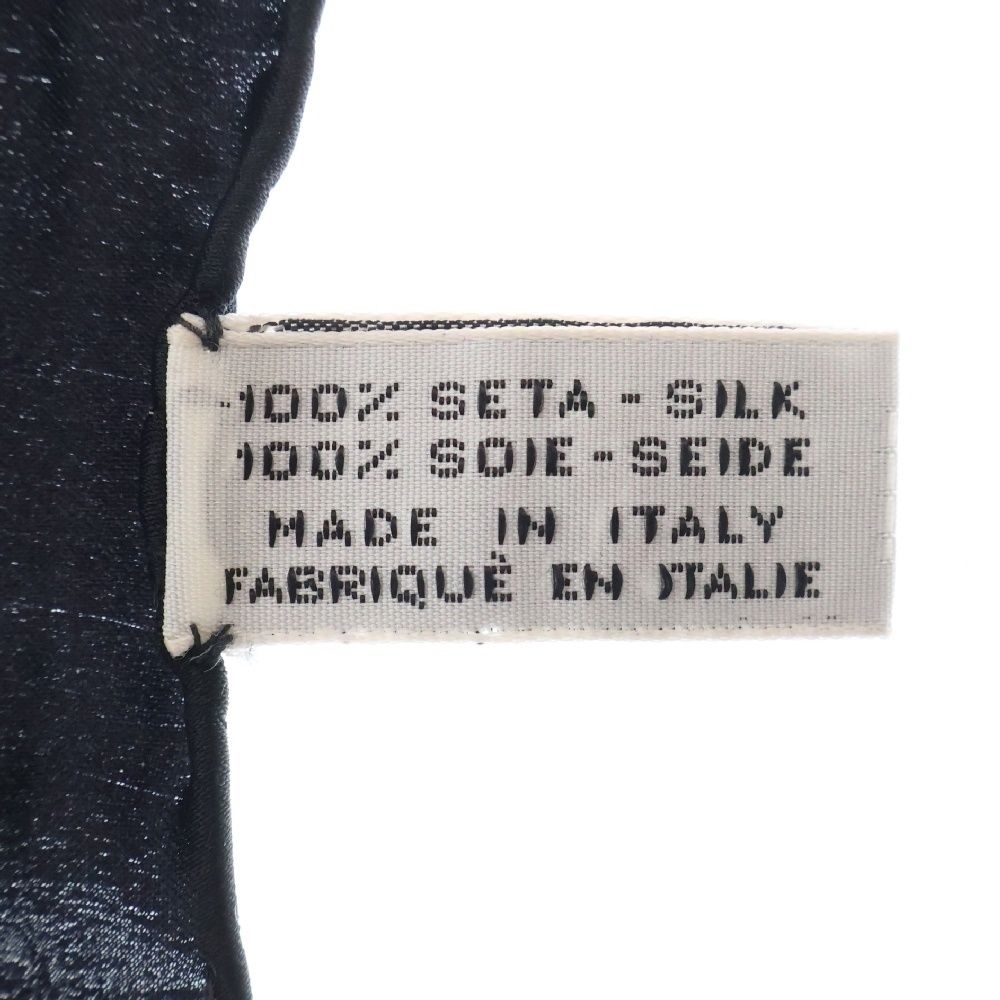 100% SETA - SILK
100% SOIE - SEIDE
MADE IN ITALY
FABRIQUÈ EN ITALIE